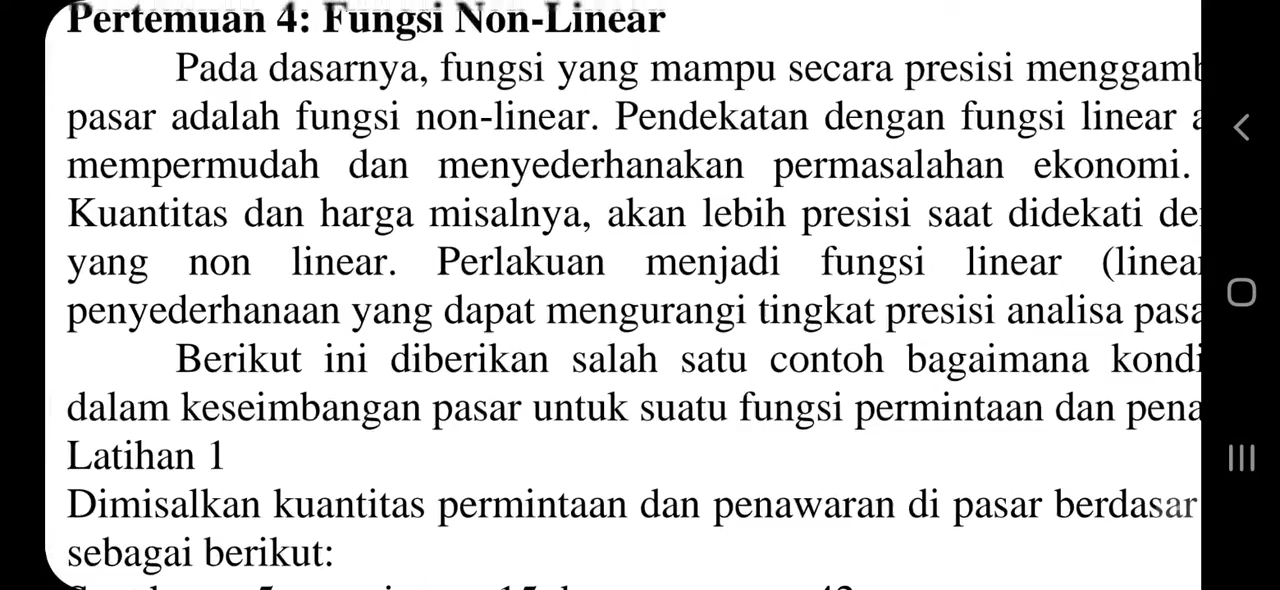 Pertemuan 4: Fungsi Non-Linear
Pada dasarnya, fungsi yang mampu secara presisi menggamb
pasar adalah fungsi non-linear. Pendekatan dengan fungsi linear a
mempermudah dan menyederhanakan permasalahan ekonomi.
Kuantitas dan harga misalnya, akan lebih presisi saat didekati de
yang non linear. Perlakuan menjadi fungsi linear (linear
penyederhanaan yang dapat mengurangi tingkat presisi analisa pasa
Berikut ini diberikan salah satu contoh bagaimana kondi
dalam keseimbangan pasar untuk suatu fungsi permintaan dan pena
Latihan 1
Dimisalkan kuantitas permintaan dan penawaran di pasar berdasar
sebagai berikut: